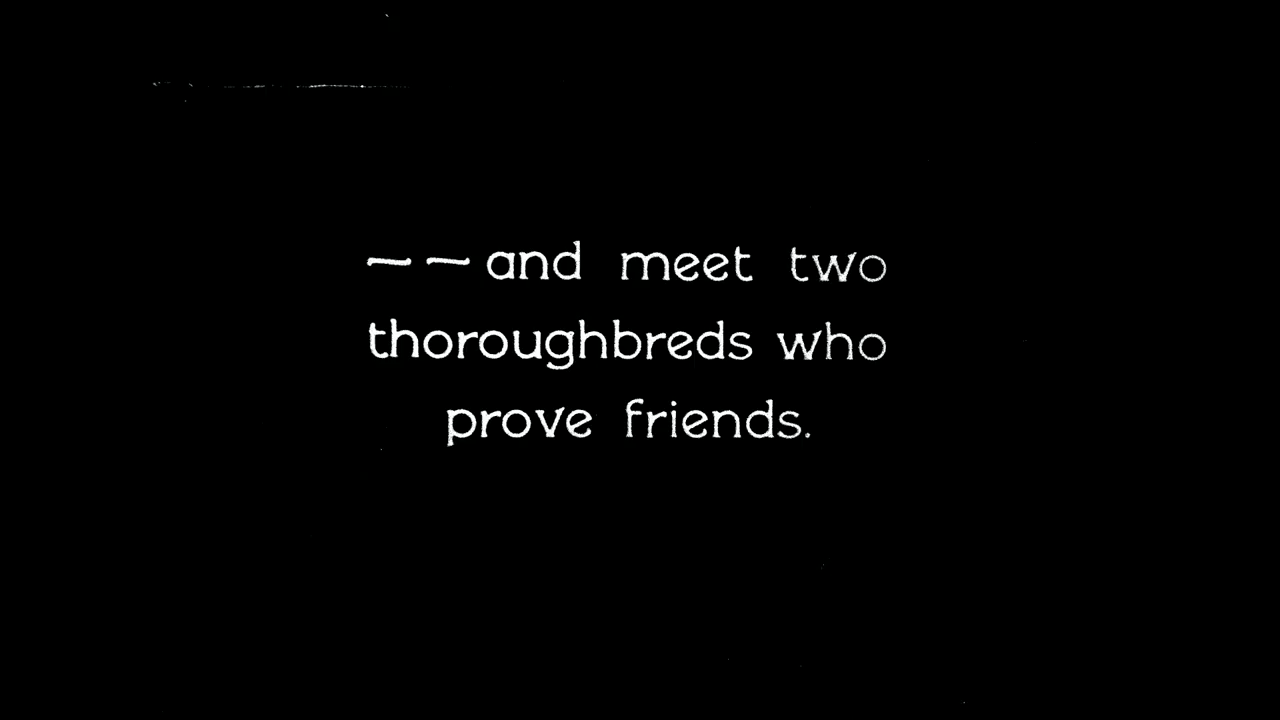 ~ ~ and meet two
thoroughbreds who
prove friends.